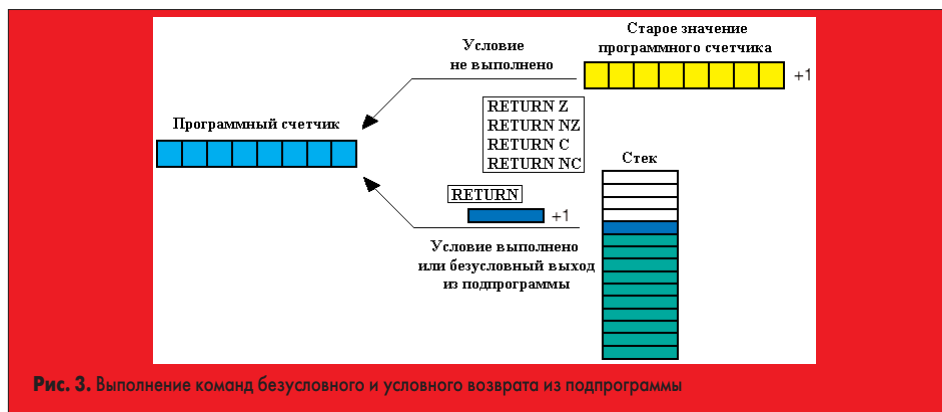 Старое значение
программного счетчика
Условие
не выполнено
+1
RETURN Z
RETURN NZ
RETURN C
RETURN NC
Программный счетчик
Стек
RETURN
+1
Условие выполнено
или безусловный выход
из подпрограммы
Рис. 3. Выполнение команд безусловного и условного возврата из подпрограммы